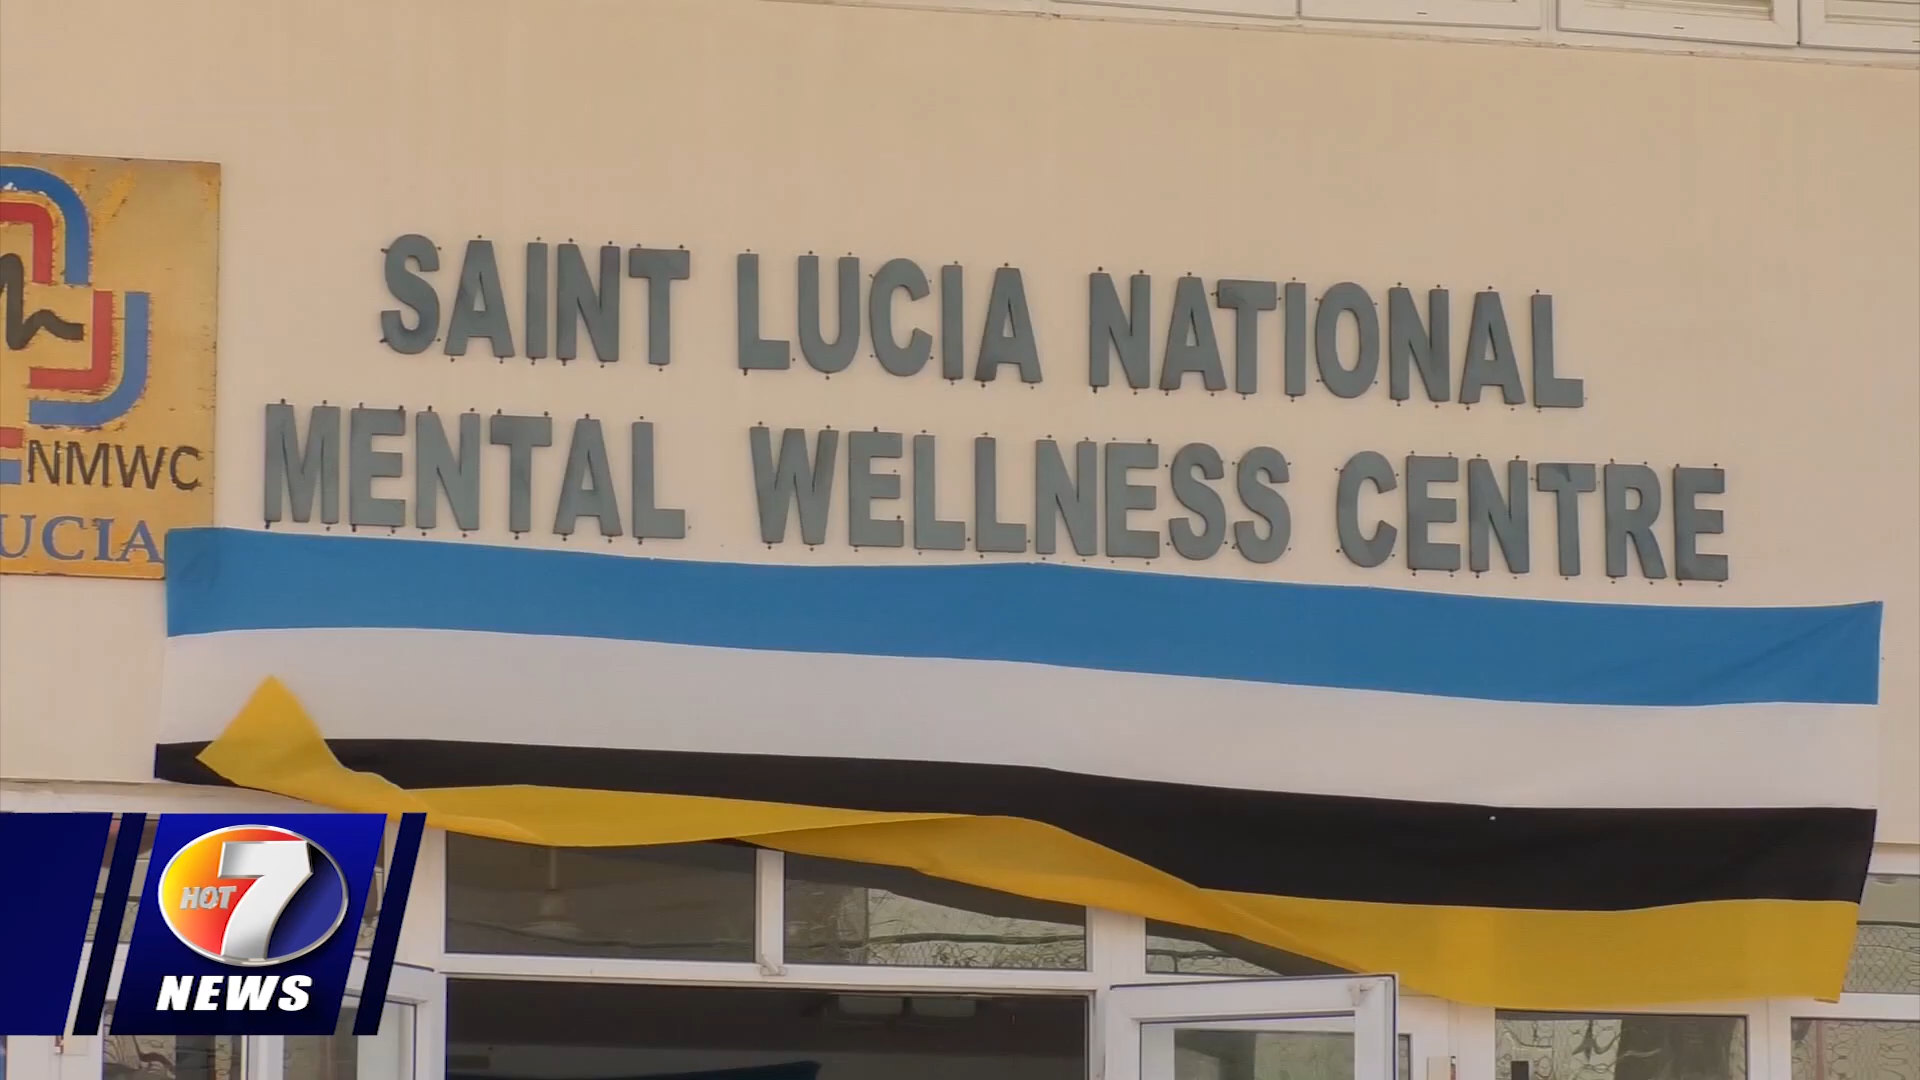 SAINT LUCIA NATIONAL
MENTAL WELLNESS CENTRE
NMWC
UCIA
HOT 7
NEWS